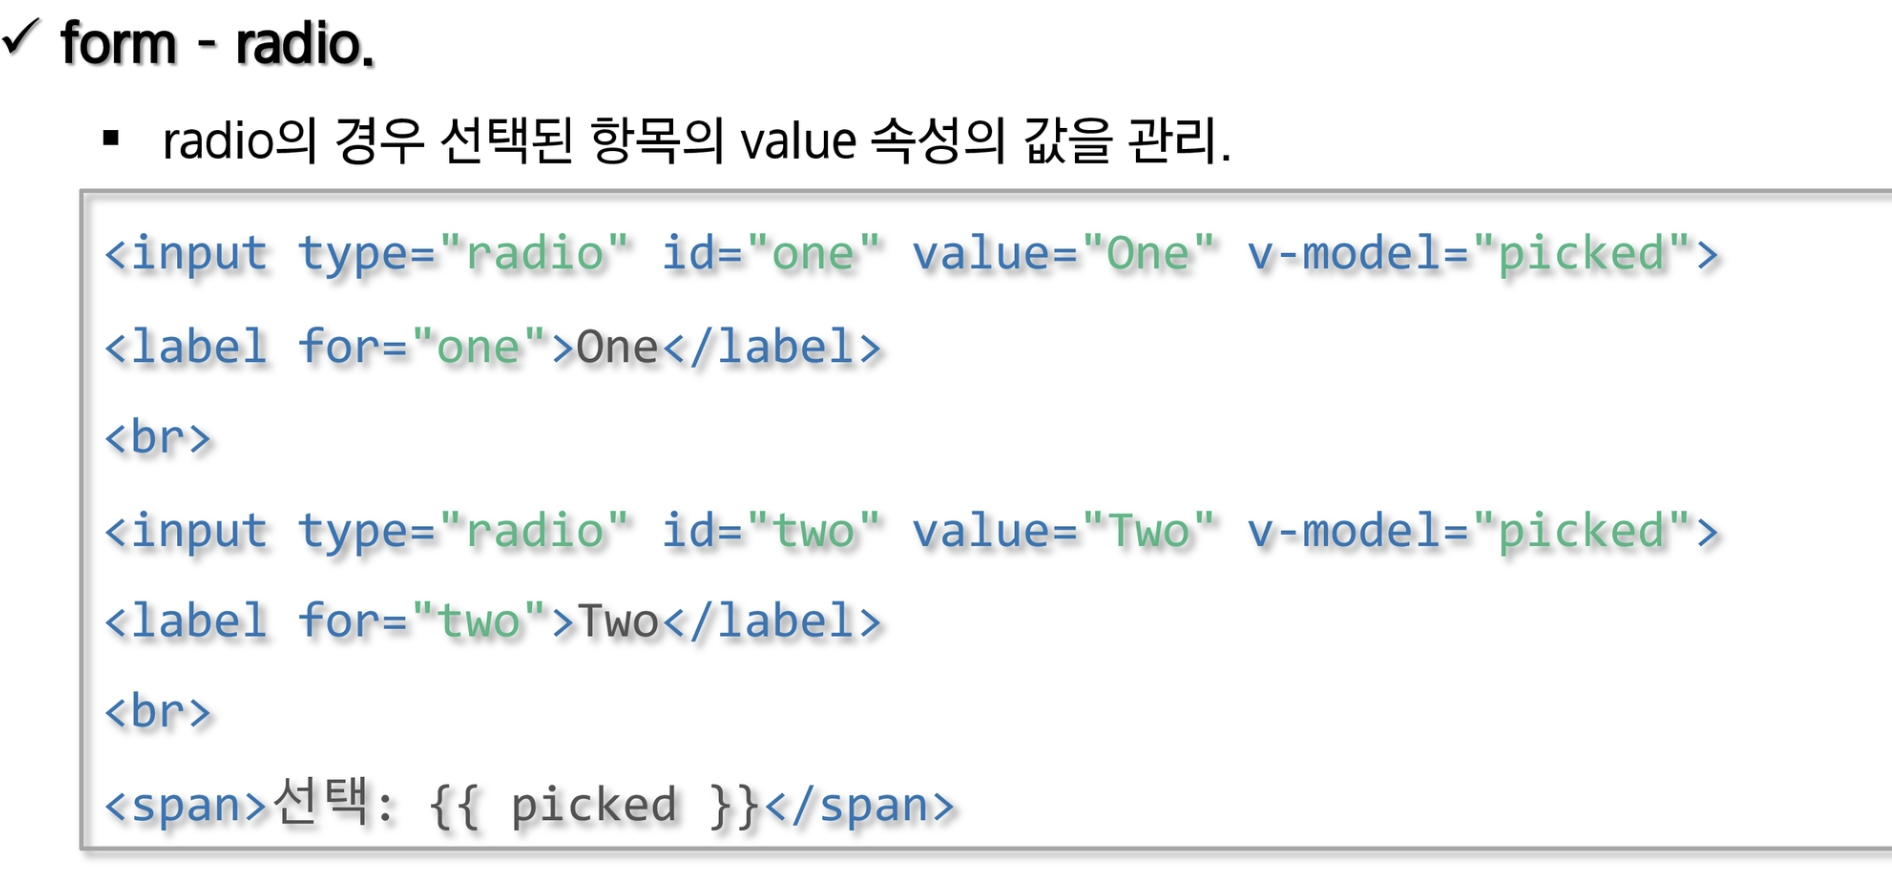 ✓ form - radio.
▪ radio의 경우 선택된 항목의 value 속성의 값을 관리.
<input type="radio" id="one" value="One" v-model="picked">
<label for="one">One</label>
<br>
<input type="radio" id="two" value="Two" v-model="picked">
<label for="two">Two</label>
<br>
<span>선택: {{ picked }}</span>